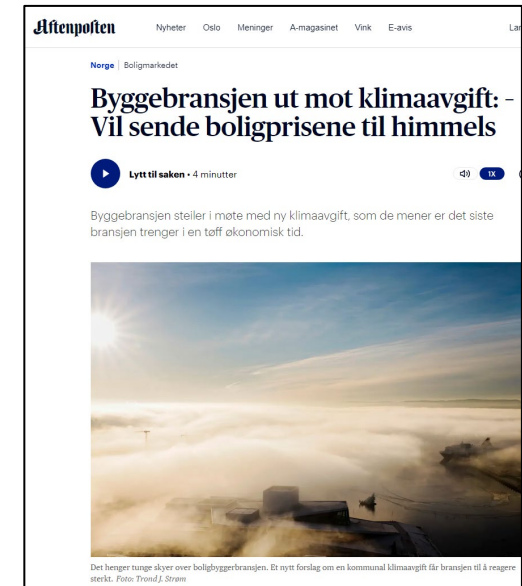 Aftenposten
Nyheter Oslo Meninger A-magasinet Vink E-avis
Norge | Boligmarkedet
Byggebransjen ut mot klimaavgift: -
Vil sende boligprisene til himmels
Lytt til saken • 4 minutter
1X
Byggebransjen steiler i møte med ny klimaavgift, som de mener er det siste
bransjen trenger i en tøff økonomisk tid.
Det henger tunge skyer over boligbyggerbransjen. Et nytt forslag om en kommunal klimaavgift får bransjen til å reagere
sterkt. Foto: Trond J. Strøm